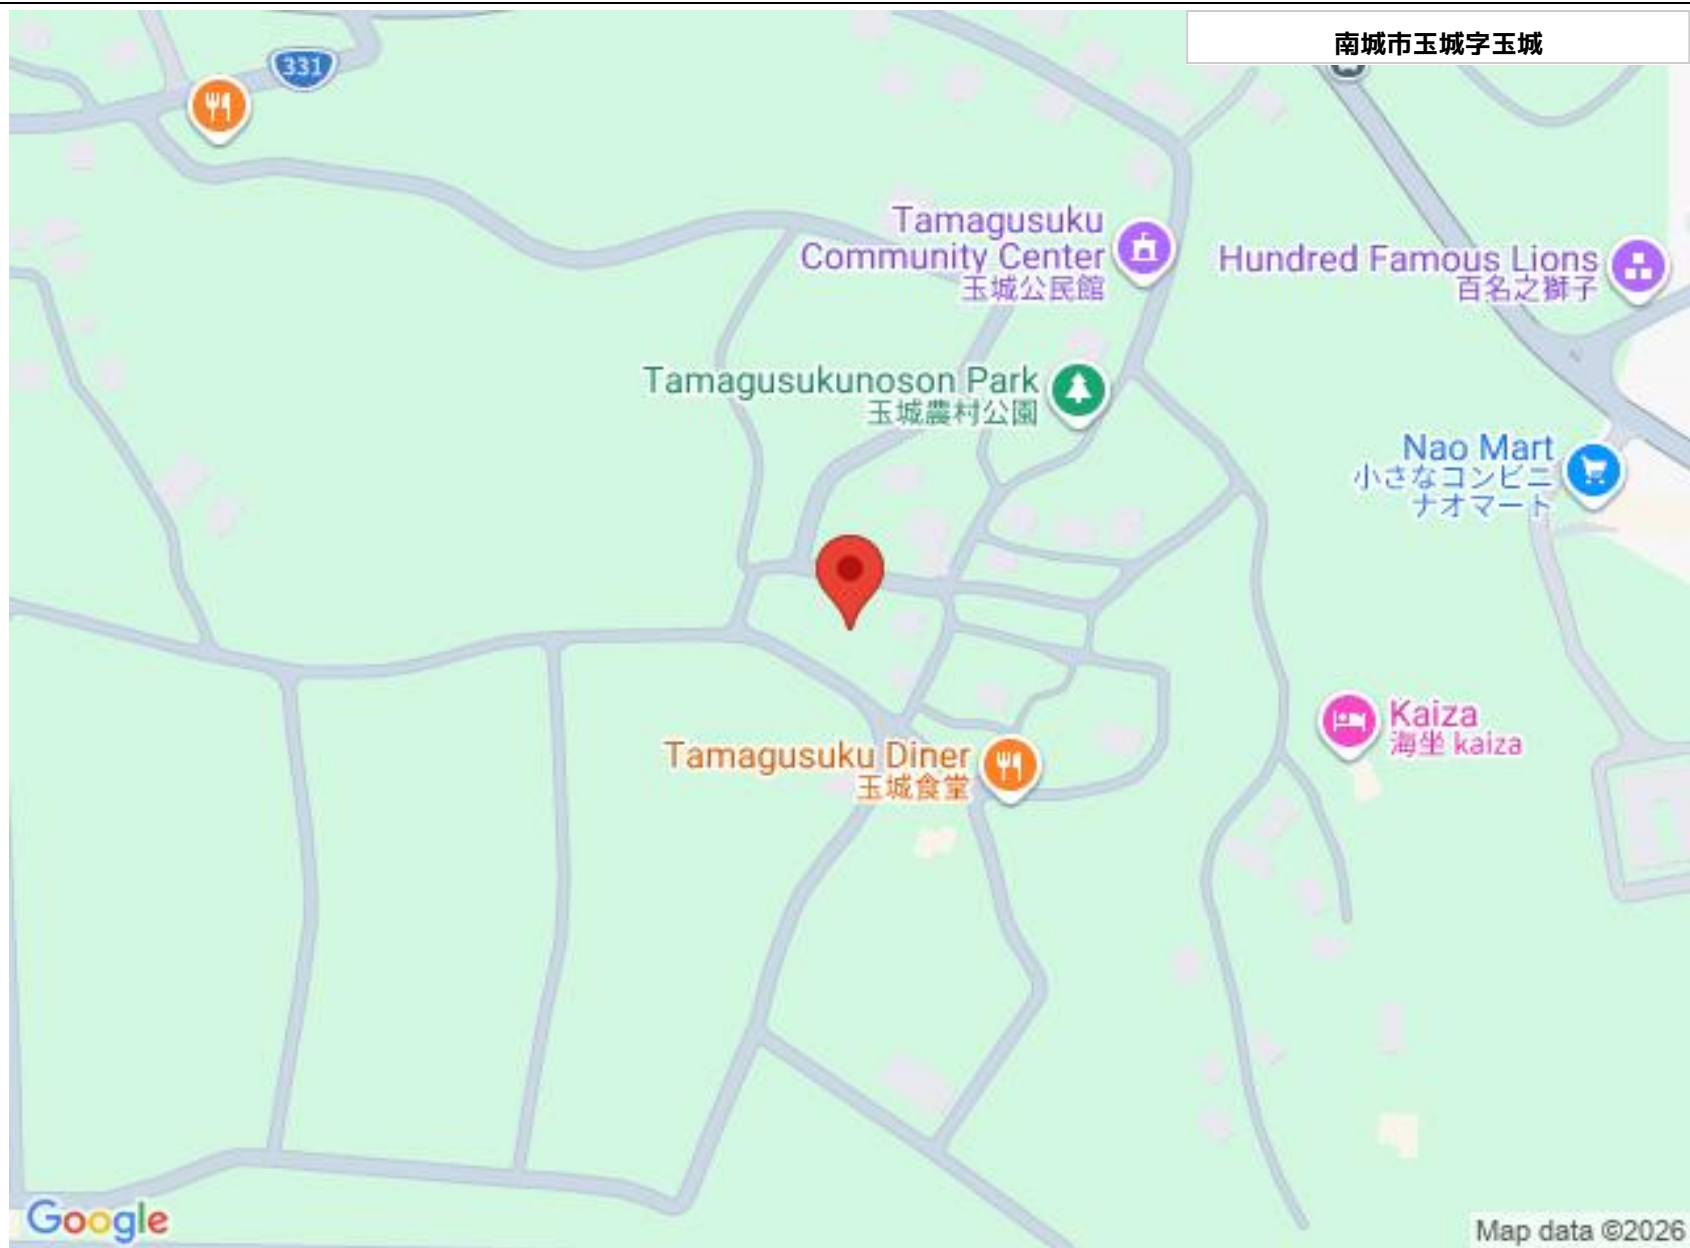 南城市玉城字玉城
331
Tamagusuku
Community Center
玉城公民館
Hundred Famous Lions
百名之獅子
Tamagusukunoson Park
玉城農村公園
Nao Mart
小さなコンビニ
ナオマート
Kaiza
海坐 kaiza
Tamagusuku Diner
玉城食堂
Google
Map data ©2026